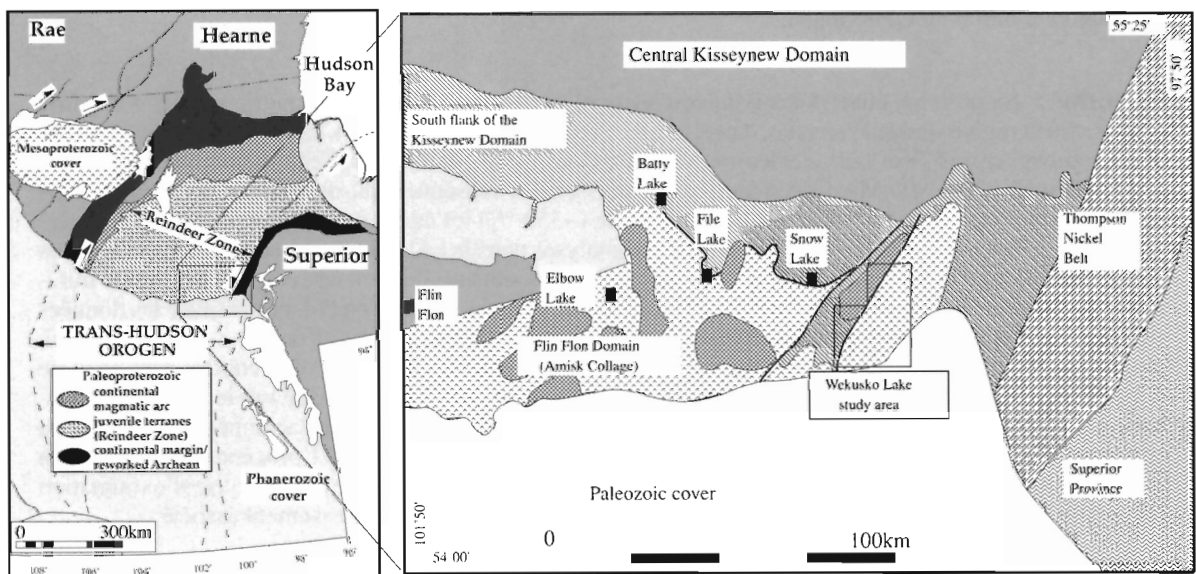 Rae
Hearne
Hudson
Bay
Mesoproterozoic
cover
Reindeer Zone
Superior
TRANS-HUDSON
OROGEN
Paleoproterozoic
continental
magmatic arc
juvenile terranes
(Reindeer Zone)
continental margin/
reworked Archean
Phanerozoic
cover
0 300km
102° 100° 98°
55°25'
97°50'
Central Kisseynew Domain
South flank of the
Kisseynew Domain
Batty
Lake
File
Lake
Snow
Lake
Thompson
Nickel
Belt
Elbow
Lake
Flin
Flon
Flin Flon Domain
(Amisk Collage)
Wekusko Lake
study area
Superior
Province
Paleozoic cover
101°50'
54 00'
0 100km